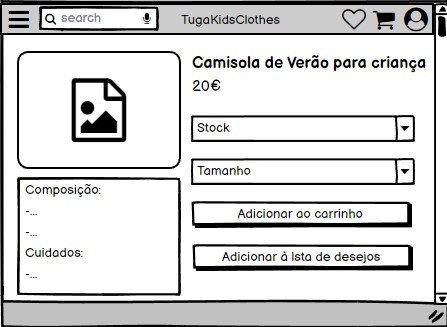 search
TugaKidsClothes
Camisola de Verão para criança
20€
Stock
Tamanho
Adicionar ao carrinho
Adicionar à lsta de desejos
Composição:
-...
-...
Cuidados:
-...